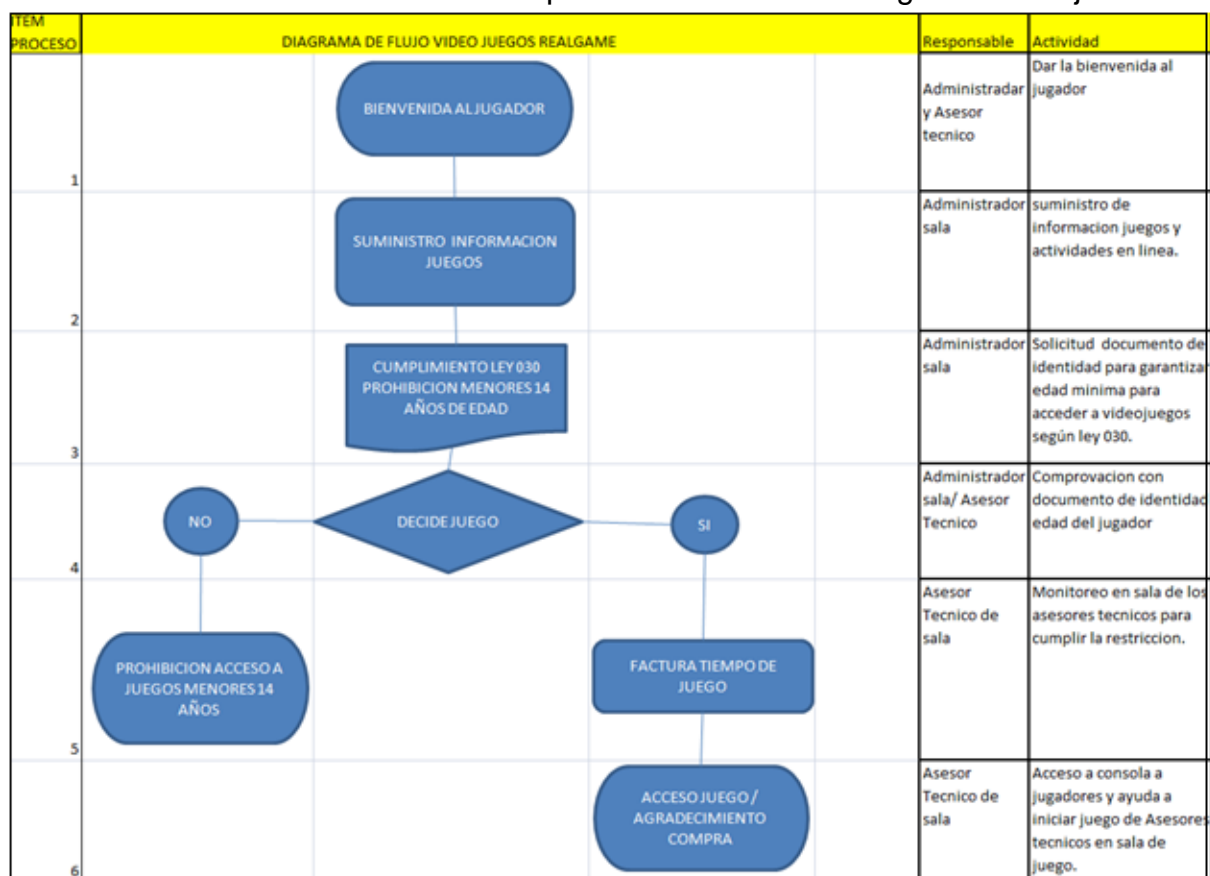 ITEM
PROCESO
DIAGRAMA DE FLUJO VIDEO JUEGOS REALGAME
Responsable
Actividad
BIENVENIDA AL JUGADOR
1
Administradar
y Asesor
tecnico
Dar la bienvenida al
jugador
SUMINISTRO INFORMACION
JUEGOS
2
Administrador
sala
suministro de
informacion juegos y
actividades en linea.
CUMPLIMIENTO LEY 030
PROHIBICION MENORES 14
AÑOS DE EDAD
3
Administrador
sala
Solicitud documento de
identidad para garantizar
edad minima para
acceder a videojuegos
según ley 030.
NO
DECIDE JUEGO
SI
4
Administrador
sala/ Asesor
Tecnico
Comprovacion con
documento de identidad
edad del jugador
PROHIBICION ACCESO A
JUEGOS MENORES 14
AÑOS
FACTURA TIEMPO DE
JUEGO
5
Asesor
Tecnico de
sala
Monitoreo en sala de los
asesores tecnicos para
cumplir la restriccion.
ACCESO JUEGO /
AGRADECIMIENTO
COMPRA
6
Asesor
Tecnico de
sala
Acceso a consola a
jugadores y ayuda a
iniciar juego de Asesores
tecnicos en sala de
juego.